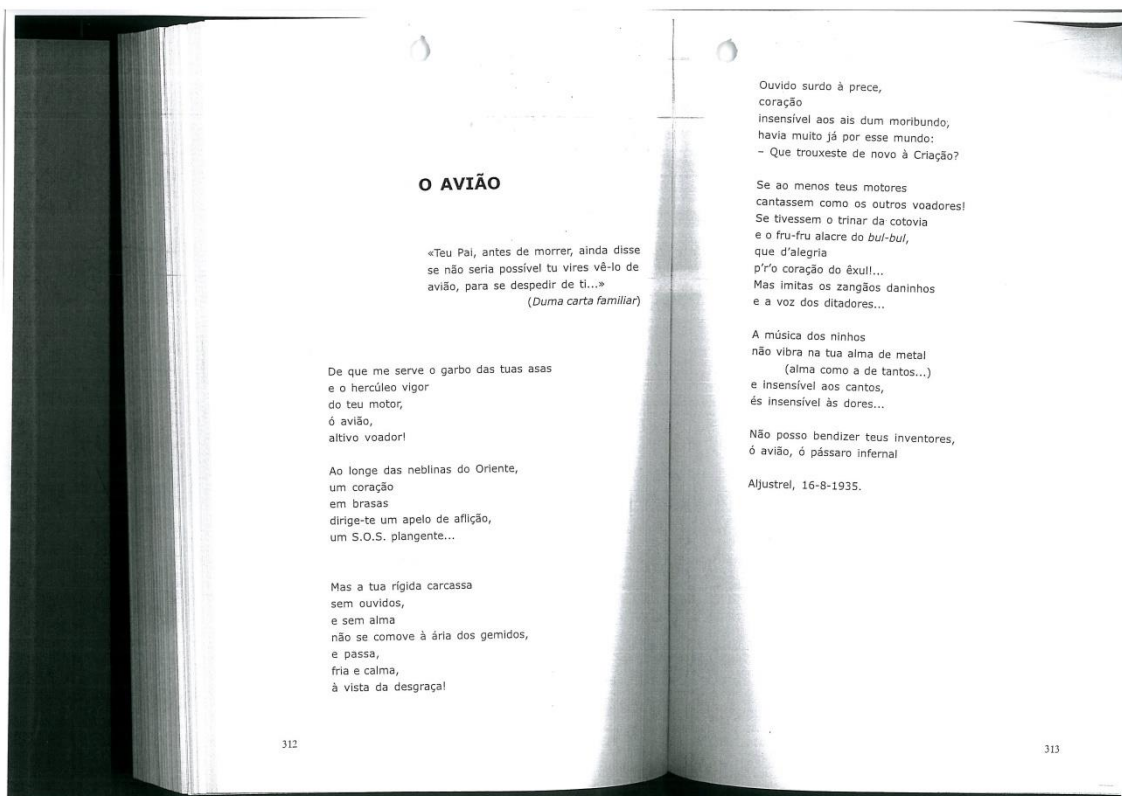 O AVIÃO
«Teu Pai, antes de morrer, ainda disse
se não seria possível tu vires vê-lo de
avião, para se despedir de ti...»
(Duma carta familiar)
De que me serve o garbo das tuas asas
e o hercúleo vigor
do teu motor,
ó avião,
altivo voador!
Ao longe das neblinas do Oriente,
um coração
em brasas
dirige-te um apelo de aflição,
um S.O.S. plangente...
Mas a tua rígida carcassa
sem ouvidos,
e sem alma
não se comove à ária dos gemidos,
e passa,
fria e calma,
à vista da desgraça!
312
Ouvido surdo à prece,
coração
insensível aos ais dum moribundo,
havia muito já por esse mundo:
– Que trouxeste de novo à Criação?
Se ao menos teus motores
cantassem como os outros voadores!
Se tivessem o trinar da cotovia
e o fru-fru alacre do bul-bul,
que d'alegria
p'r'o coração do êxul!...
Mas imitas os zangãos daninhos
e a voz dos ditadores...
A música dos ninhos
não vibra na tua alma de metal
(alma como a de tantos...)
e insensível aos cantos,
és insensível às dores...
Não posso bendizer teus inventores,
ó avião, ó pássaro infernal
Aljustrel, 16-8-1935.
313